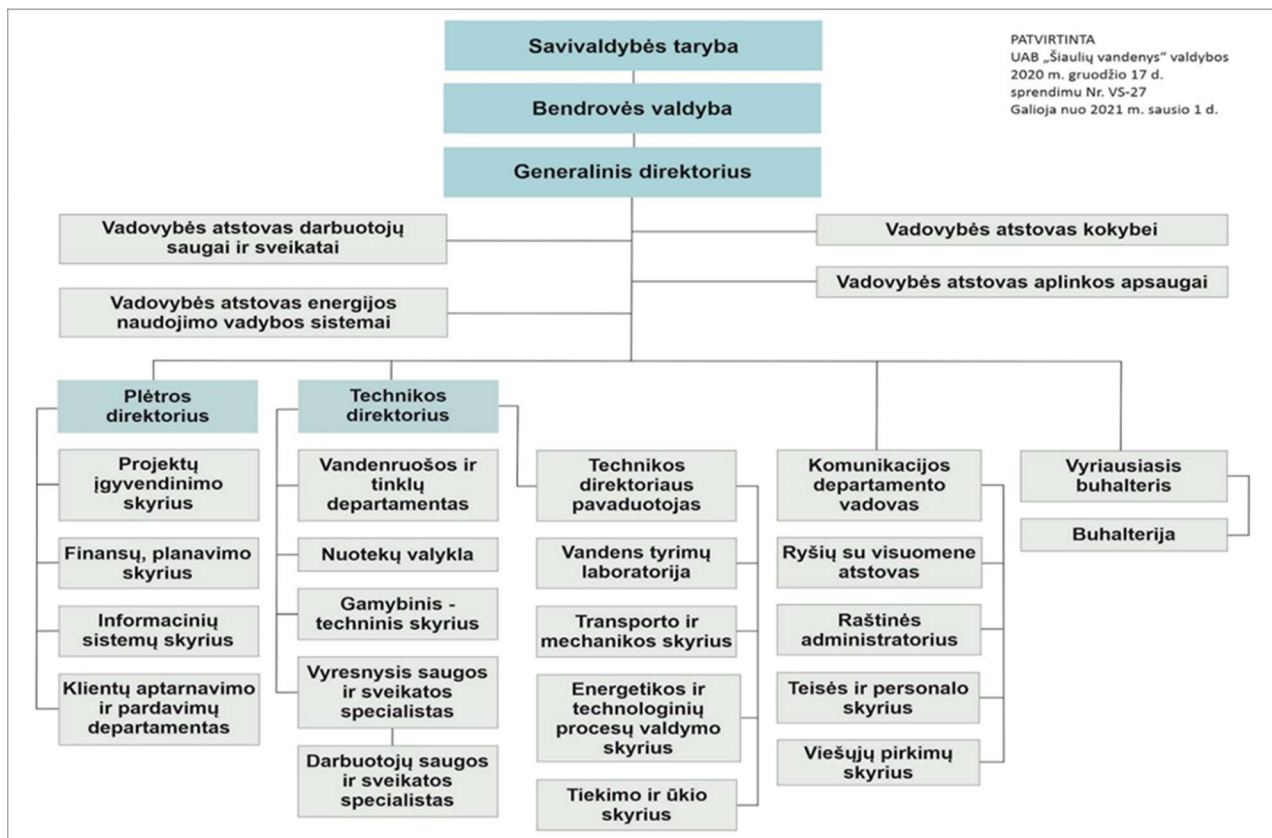 Savivaldybės taryba
PATVIRTINTA
UAB „Šiaulių vandenys“ valdybos
2020 m. gruodžio 17 d.
sprendimu Nr. VS-27
Galioja nuo 2021 m. sausio 1 d.
Bendrovės valdyba
Generalinis direktorius
Vadovybės atstovas darbuotojų
saugai ir sveikatai
Vadovybės atstovas kokybei
Vadovybės atstovas energijos
naudojimo vadybos sistemai
Vadovybės atstovas aplinkos apsaugai
Plėtros
direktorius
Projektų
įgyvendinimo
skyrius
Finansų, planavimo
skyrius
Informacinių
sistemų skyrius
Klientų aptarnavimo
ir pardavimų
departamentas
Technikos
direktorius
Vandenruošos ir
tinklų
departamentas
Nuotekų valykla
Gamybinis -
techninis skyrius
Vyresnysis saugos
ir sveikatos
specialistas
Darbuotojų saugos
ir sveikatos
specialistas
Technikos
direktoriaus
pavaduotojas
Vandens tyrimų
laboratorija
Transporto ir
mechanikos skyrius
Energetikos ir
technologinių
procesų valdymo
skyrius
Tiekimo ir ūkio
skyrius
Komunikacijos
departamento
vadovas
Ryšių su visuomene
atstovas
Raštinės
administratorius
Teisės ir personalo
skyrius
Viešųjų pirkimų
skyrius
Vyriausiasis
buhalteris
Buhalterija